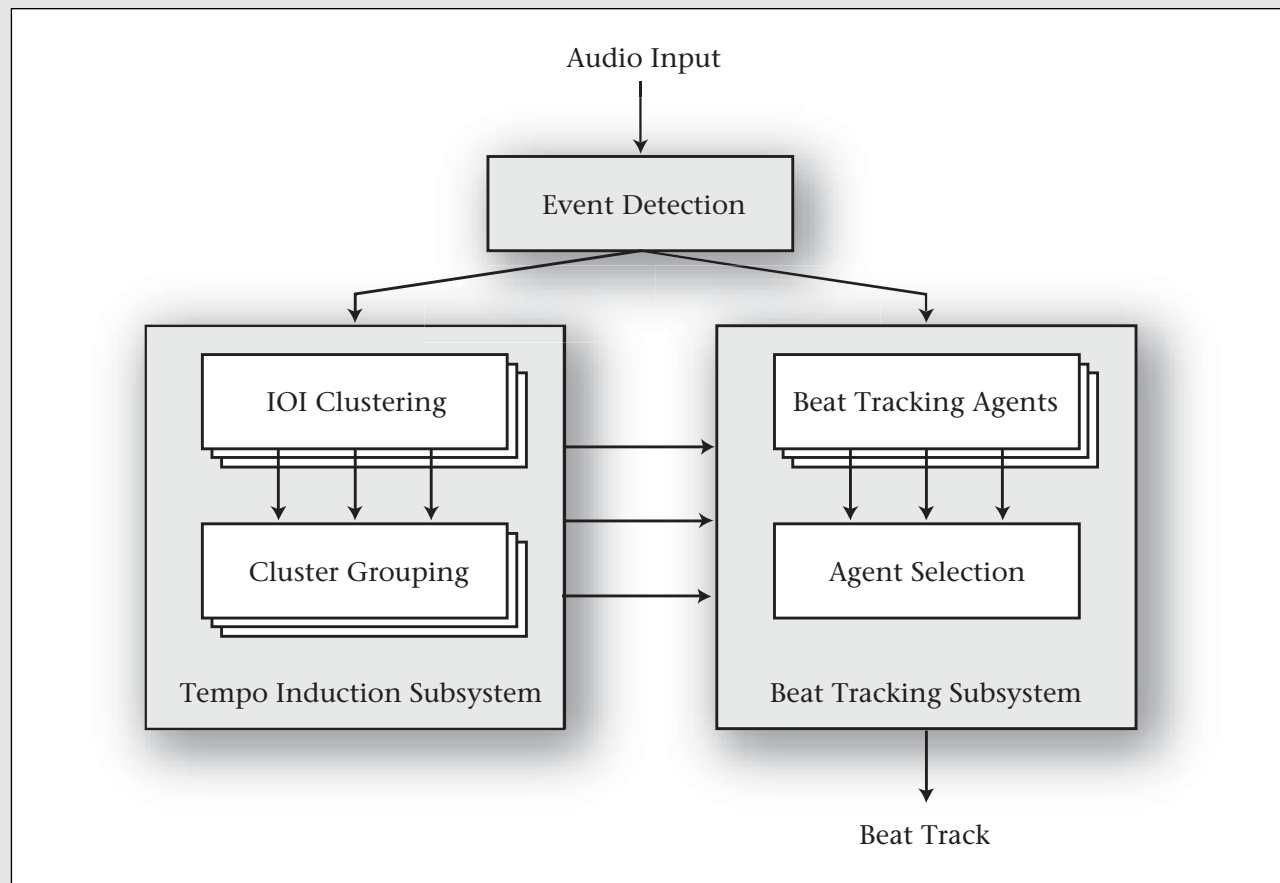 Audio Input
Event Detection
IOI Clustering
Cluster Grouping
Tempo Induction Subsystem
Beat Tracking Agents
Agent Selection
Beat Tracking Subsystem
Beat Track